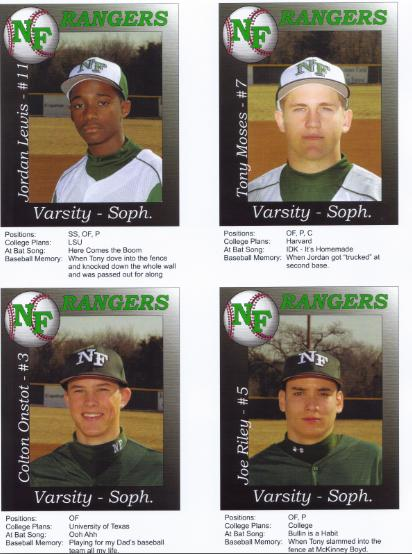 NF RANGERS
Jordan Lewis - #11
NF
Varsity - Soph.
Positions: SS, OF, P
College Plans: LSU
At Bat Song: Here Comes the Boom
Baseball Memory: When Tony dove into the fence
and knocked down the whole wall
and was passed out for along
NF RANGERS
Tony Moses - #7
NF
Varsity - Soph.
Positions: OF, P, C
College Plans: Harvard
At Bat Song: IDK - It's Homemade
Baseball Memory: When Jordan got "trucked" at
second base.
NF RANGERS
Colton Onstot - #3
NF
NF
Varsity - Soph.
Positions: OF
College Plans: University of Texas
At Bat Song: Ooh Ahh
Baseball Memory: Playing for my Dad's baseball
team all my life.
NF RANGERS
Joe Riley - #5
NF
Varsity - Soph.
Positions: OF, P
College Plans: College
At Bat Song: Bullin is a Habit
Baseball Memory: When Tony slammed into the
fence at McKinney Boyd.